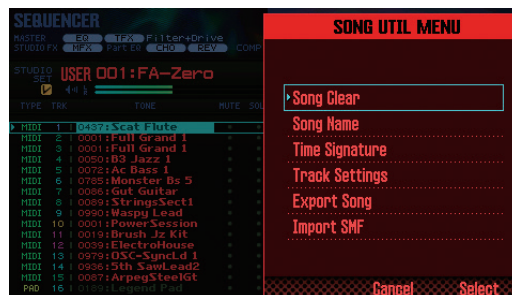 SEQUENCER
MASTER EQ TFX Filter+Drive
STUDIO FX MFX Part EQ CHO REV COMP
STUDIO SET USER 001:FA-Zero
TYPE TRK TONE MUTE SOL
MIDI 1 0437:Scat Flute
MIDI 2 0001:Full Grand 1
MIDI 3 0001:Full Grand 1
MIDI 4 0050:B3 Jazz 1
MIDI 5 0072:Ac Bass 1
MIDI 6 0785:Monster Bs 5
MIDI 7 0086:Gut Guitar
MIDI 8 0089:StringsSect1
MIDI 9 0990:Waspy Lead
MIDI 10 0001:PowerSession
MIDI 11 0019:Brush Jz Kit
MIDI 12 0039:ElectroHouse
MIDI 13 0979:OSC-SyncLd 1
MIDI 14 0936:5th SawLead2
MIDI 15 0087:ArpegSteelGt
PAD 16 0189:Legend Pad
SONG UTIL MENU
Song Clear
Song Name
Time Signature
Track Settings
Export Song
Import SMF
Cancel Select